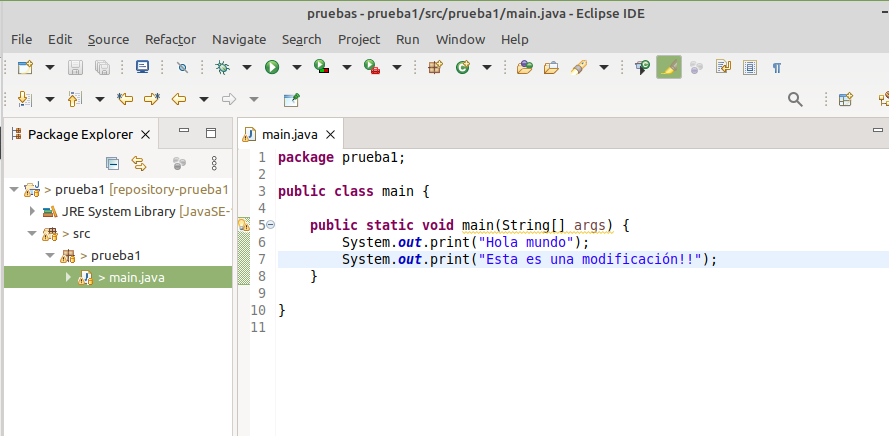 pruebas - prueba1/src/prueba1/main.java - Eclipse IDE
File Edit Source Refactor Navigate Search Project Run Window Help
Package Explorer
main.java
> prueba1 [repository-prueba1
JRE System Library [JavaSE-
> src
> prueba1
> main.java
1 package prueba1;
2
3 public class main {
4
5 public static void main(String[] args) {
6 System.out.print("Hola mundo");
7 System.out.print("Esta es una modificación!!");
8 }
9
10 }
11